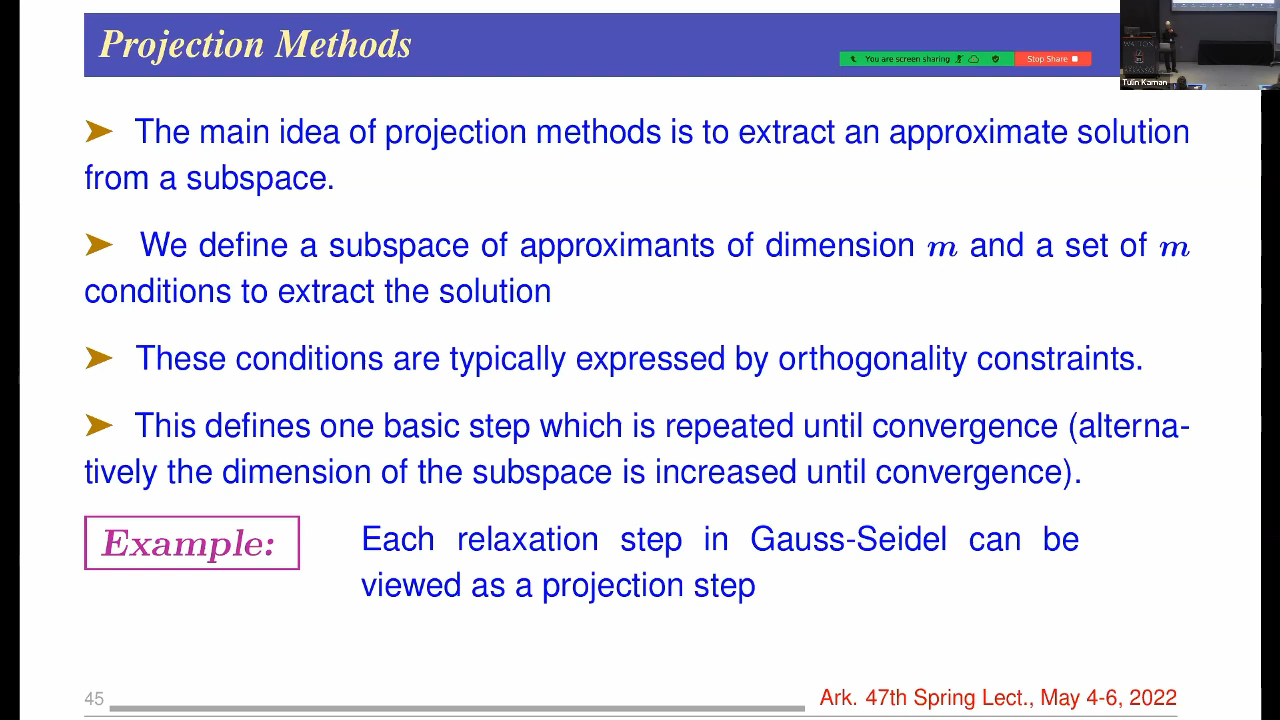 Projection Methods
You are screen sharing
Stop Share
Tulin Kaman
➤ The main idea of projection methods is to extract an approximate solution
from a subspace.
➤ We define a subspace of approximants of dimension m and a set of m
conditions to extract the solution
➤ These conditions are typically expressed by orthogonality constraints.
➤ This defines one basic step which is repeated until convergence (alterna-
tively the dimension of the subspace is increased until convergence).
Example:
Each relaxation step in Gauss-Seidel can be
viewed as a projection step
45
Ark. 47th Spring Lect., May 4-6, 2022